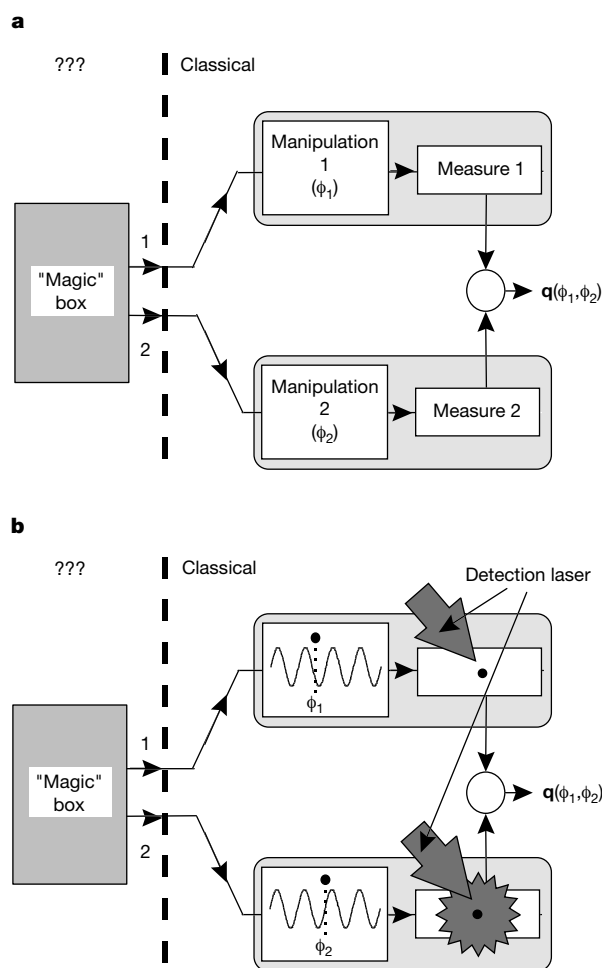 a
??? Classical
Manipulation
1
(ϕ₁)
Measure 1
1
"Magic"
box
q(ϕ₁,ϕ₂)
2
Manipulation
2
(ϕ₂)
Measure 2
b
??? Classical
Detection laser
ϕ₁
1
"Magic"
box
q(ϕ₁,ϕ₂)
2
ϕ₂